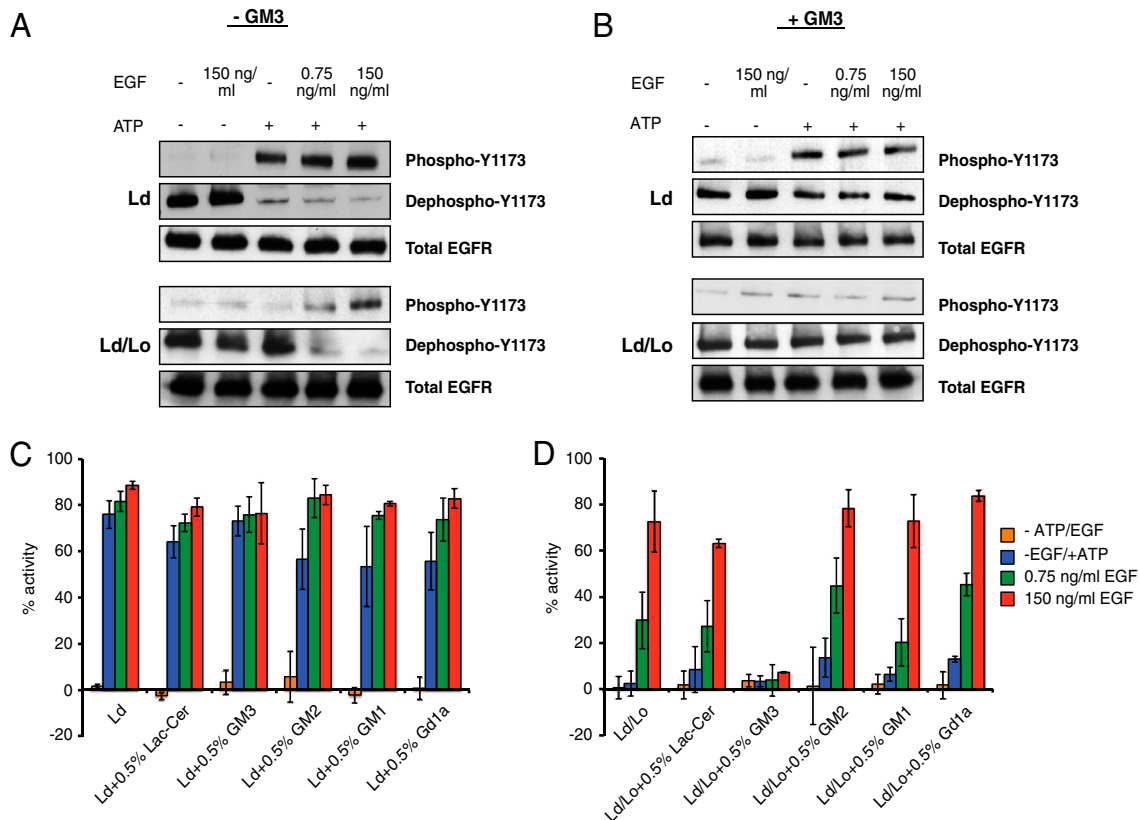 A
- GM3
EGF - 150 ng/ml - 0.75 ng/ml 150 ng/ml
ATP - - + + +
Ld
Phospho-Y1173
Dephospho-Y1173
Total EGFR
Ld/Lo
Phospho-Y1173
Dephospho-Y1173
Total EGFR
B
+ GM3
EGF - 150 ng/ml - 0.75 ng/ml 150 ng/ml
ATP - - + + +
Ld
Phospho-Y1173
Dephospho-Y1173
Total EGFR
Ld/Lo
Phospho-Y1173
Dephospho-Y1173
Total EGFR
C
% activity
100
80
60
40
20
0
-20
Ld
Ld+0.5% Lac-Cer
Ld+0.5% GM3
Ld+0.5% GM2
Ld+0.5% GM1
Ld+0.5% Gd1a
D
% activity
100
80
60
40
20
0
-20
Ld/Lo
Ld/Lo+0.5% Lac-Cer
Ld/Lo+0.5% GM3
Ld/Lo+0.5% GM2
Ld/Lo+0.5% GM1
Ld/Lo+0.5% Gd1a
- ATP/EGF
-EGF/+ATP
0.75 ng/ml EGF
150 ng/ml EGF